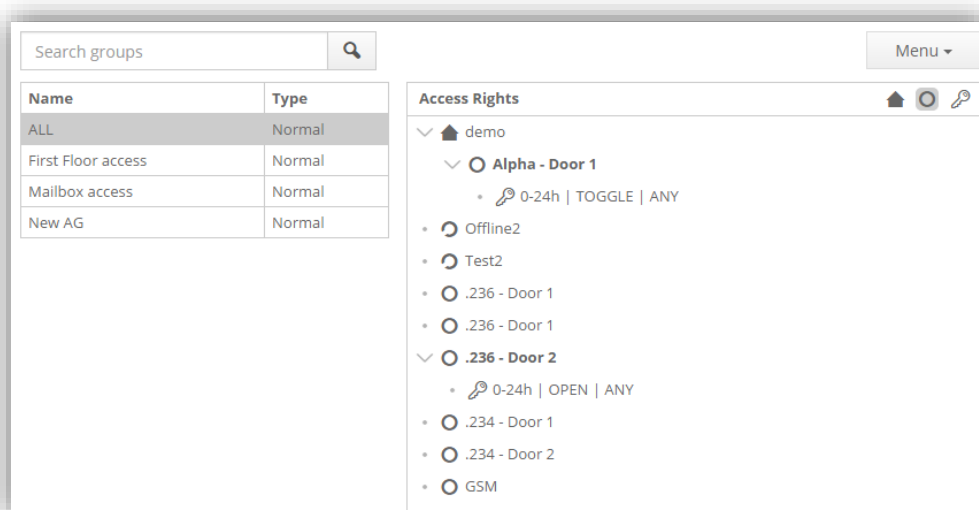 Search groups
Menu
Name Type
ALL Normal
First Floor access Normal
Mailbox access Normal
New AG Normal
Access Rights
demo
Alpha - Door 1
0-24h | TOGGLE | ANY
Offline2
Test2
.236 - Door 1
.236 - Door 1
.236 - Door 2
0-24h | OPEN | ANY
.234 - Door 1
.234 - Door 2
GSM